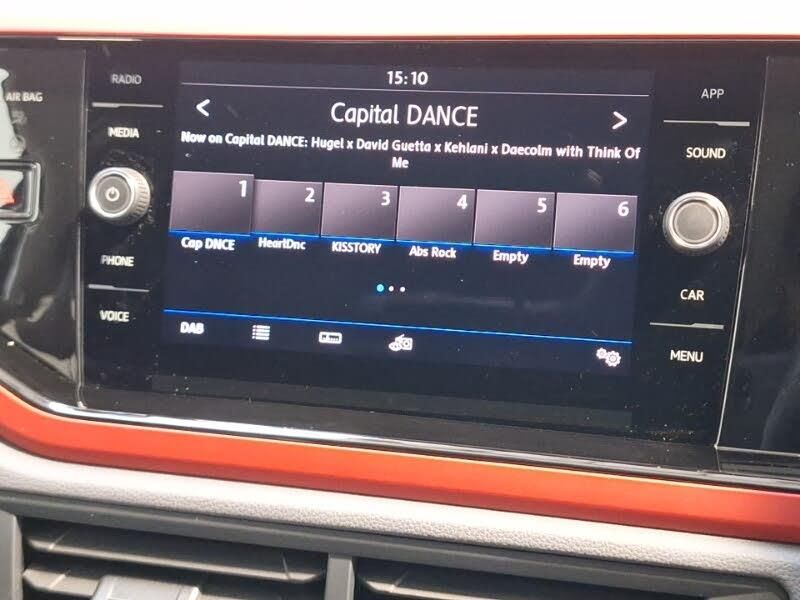 15:10
RADIO
APP
AIR BAG
< Capital DANCE >
MEDIA
Now on Capital DANCE: Hugel x David Guetta x Kehlani x Daecolm with Think Of
Me
SOUND
1 2 3 4 5 6
Cap DNCE HeartDnc KISSTORY Abs Rock Empty Empty
PHONE
CAR
VOICE
DAB
MENU